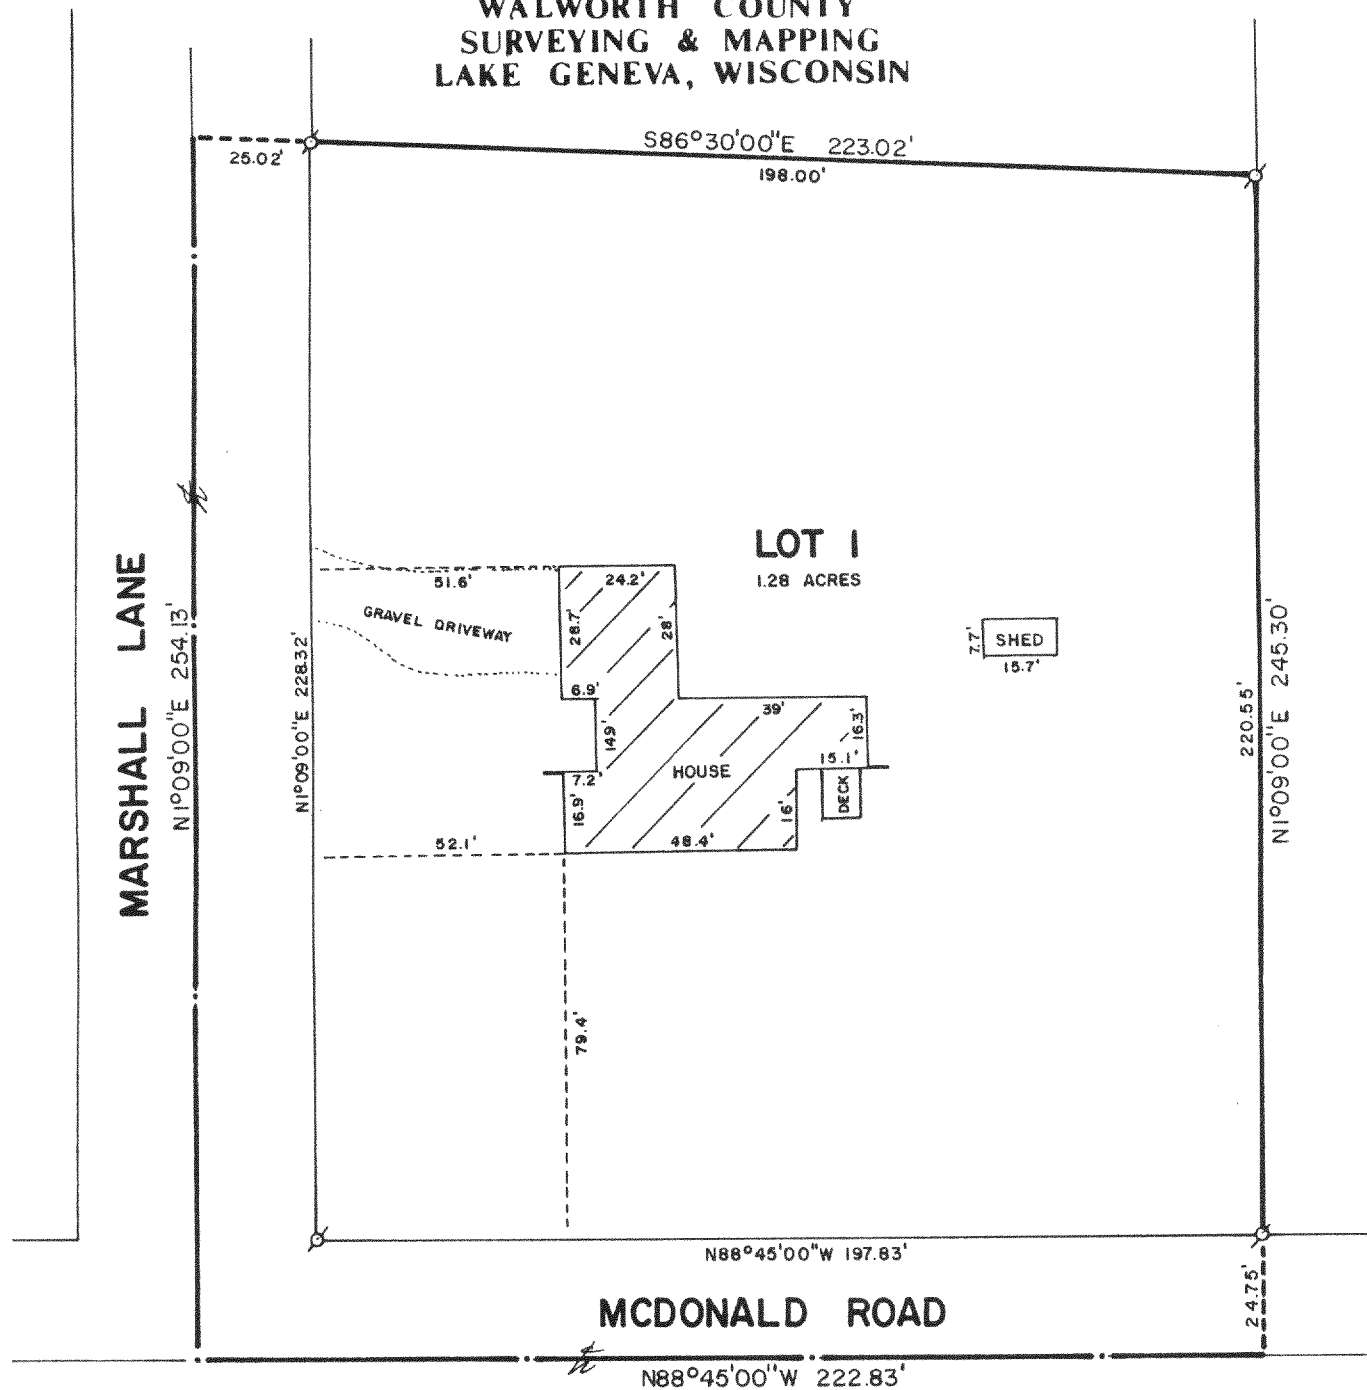 WALWORTH COUNTY
SURVEYING & MAPPING
LAKE GENEVA, WISCONSIN
S86°30'00"E 223.02'
25.02'
198.00'
LOT 1
1.28 ACRES
51.6'
24.2'
GRAVEL DRIVEWAY
28.7'
28'
7.7'
SHED
15.7'
MARSHALL LANE
N1°09'00"E 254.13'
N1°09'00"E 228.32'
6.9'
39'
14.9'
16.3'
220.55'
N1°09'00"E 245.30'
HOUSE
15.1'
7.2'
16.9'
16'
DECK
52.1'
48.4'
79.4'
N88°45'00"W 197.83'
MCDONALD ROAD
24.75'
N88°45'00"W 222.83'